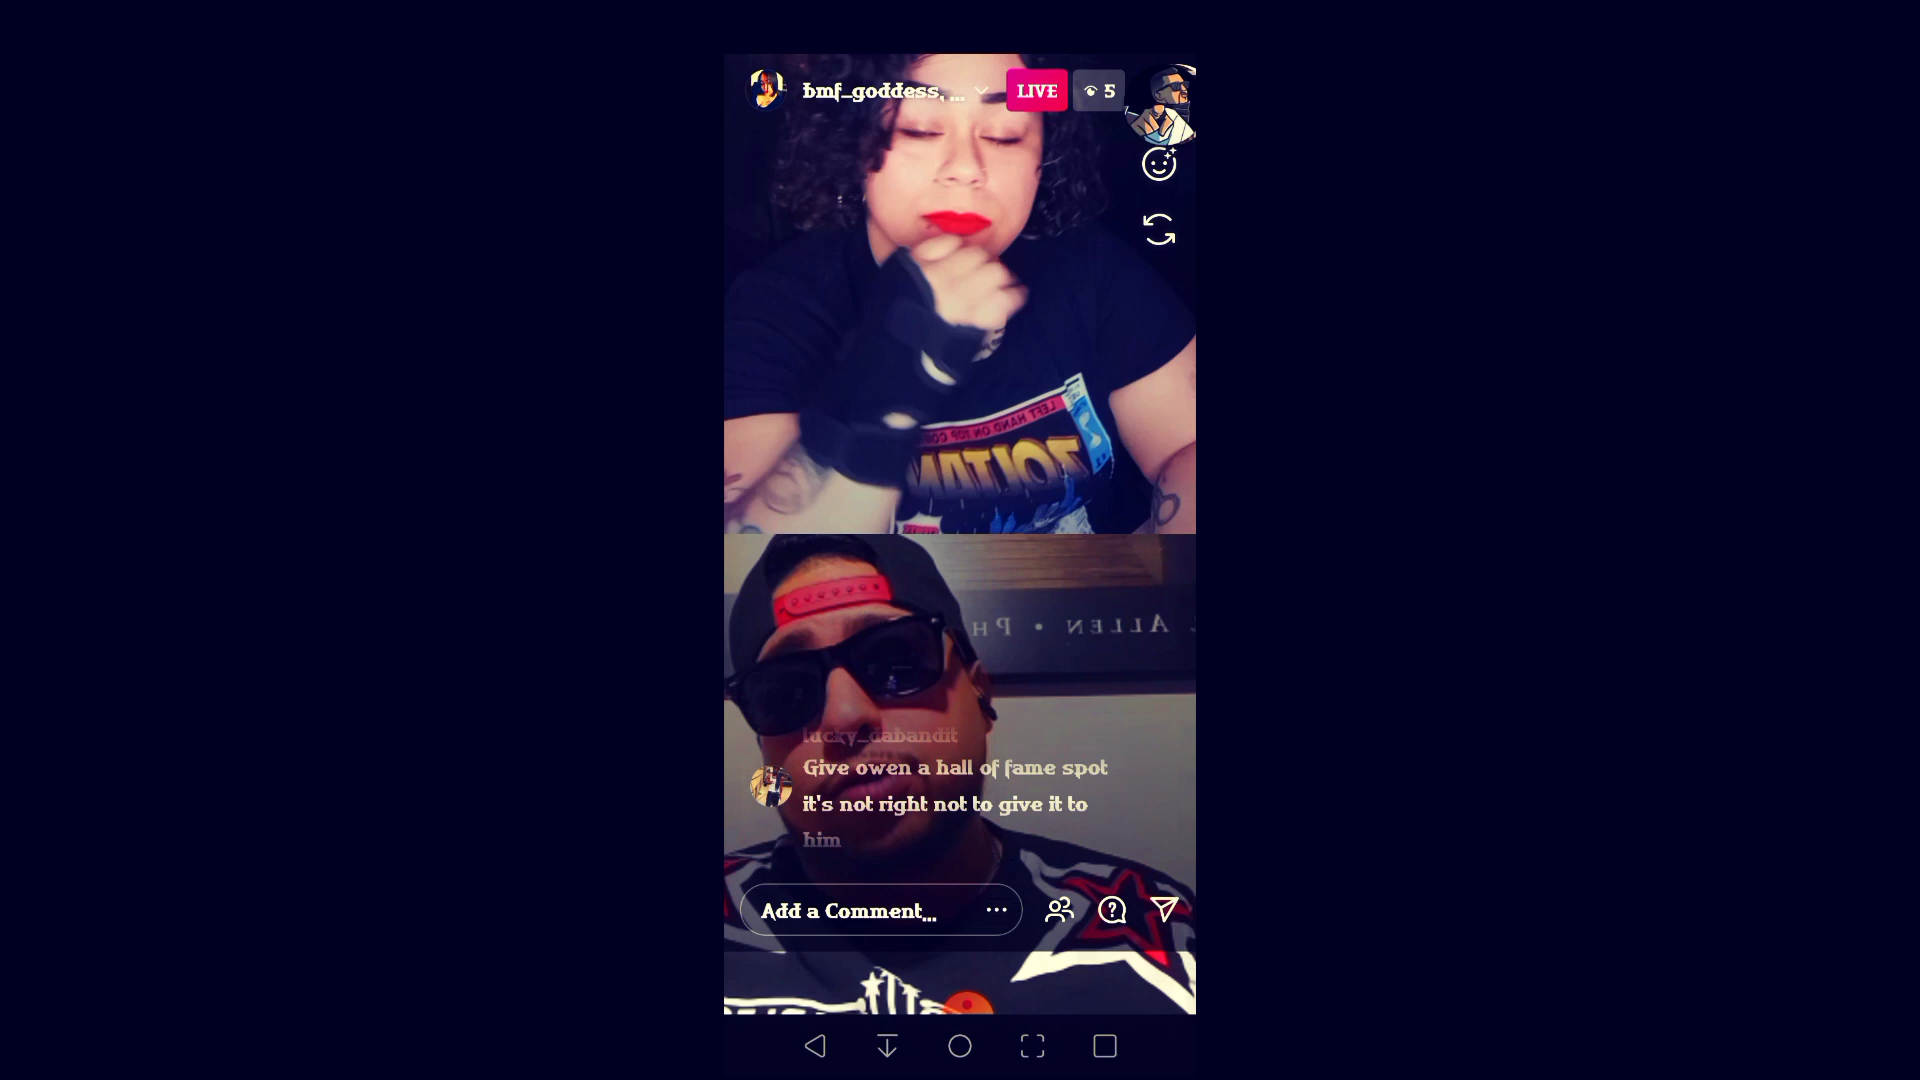 bmf_goddess, ...
LIVE
5
LEFT HAND ON TOP
ZOLTAN
ALLEN • PH
lucky_dabandit
Give owen a hall of fame spot
it's not right not to give it to
him
Add a Comment...